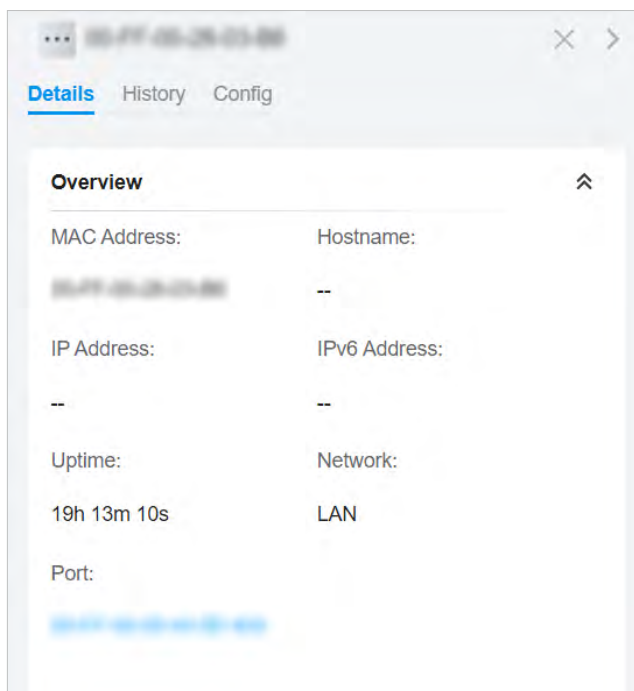 Details History Config
Overview
MAC Address: Hostname:
--
IP Address: IPv6 Address:
-- --
Uptime: Network:
19h 13m 10s LAN
Port: